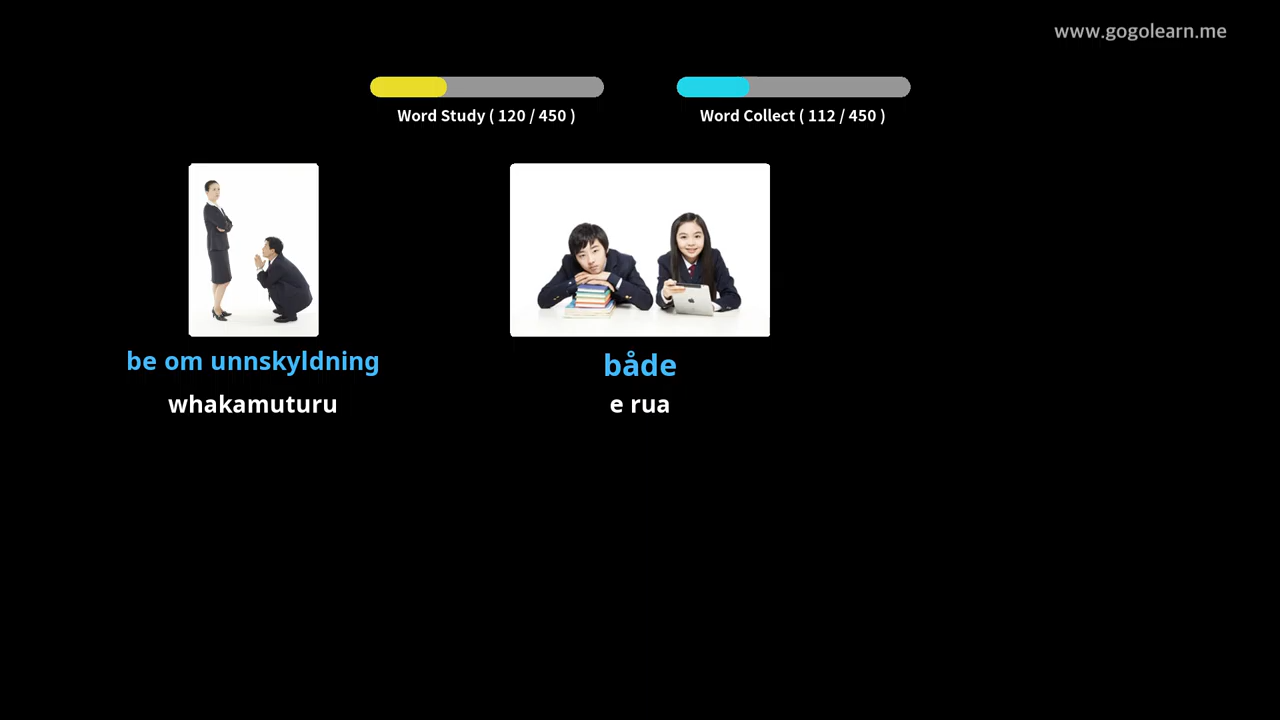 www.gogolearn.me
Word Study ( 120 / 450 )
Word Collect ( 112 / 450 )
be om unnskyldning
whakamuturu
både
e rua